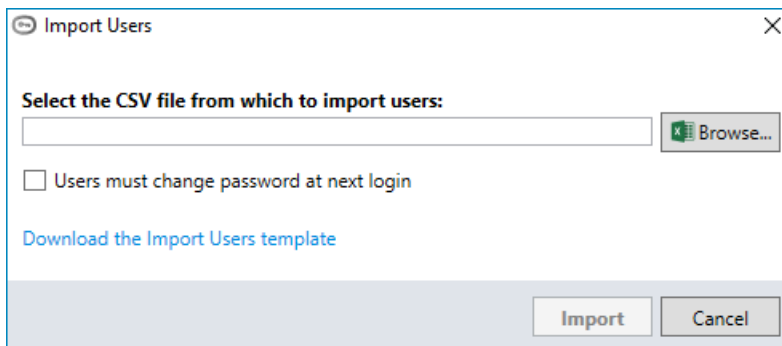 Import Users
Select the CSV file from which to import users:
Browse...
Users must change password at next login
Download the Import Users template
Import
Cancel